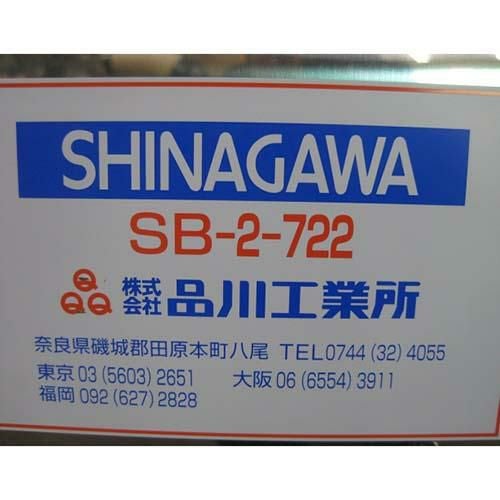 SHINAGAWA
SB-2-722
株式会社 品川工業所
奈良県磯城郡田原本町八尾 TEL0744 (32) 4055
東京 03 (5603) 2651 大阪 06 (6554) 3911
福岡 092 (627) 2828